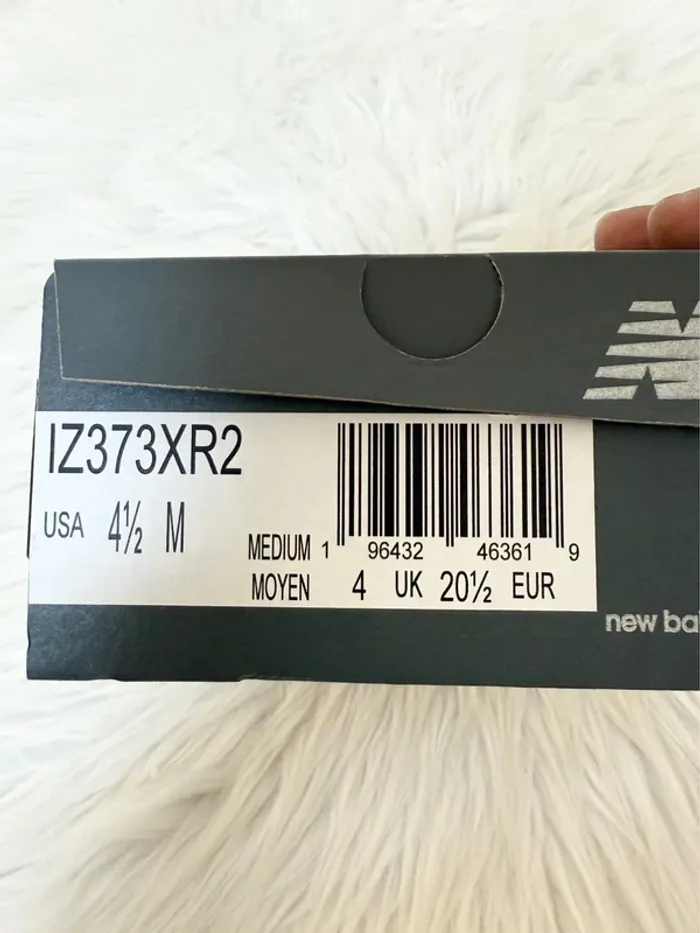 IZ373XR2
USA 4½ M
MEDIUM 1 96432 46361 9
MOYEN 4 UK 20½ EUR
new ba